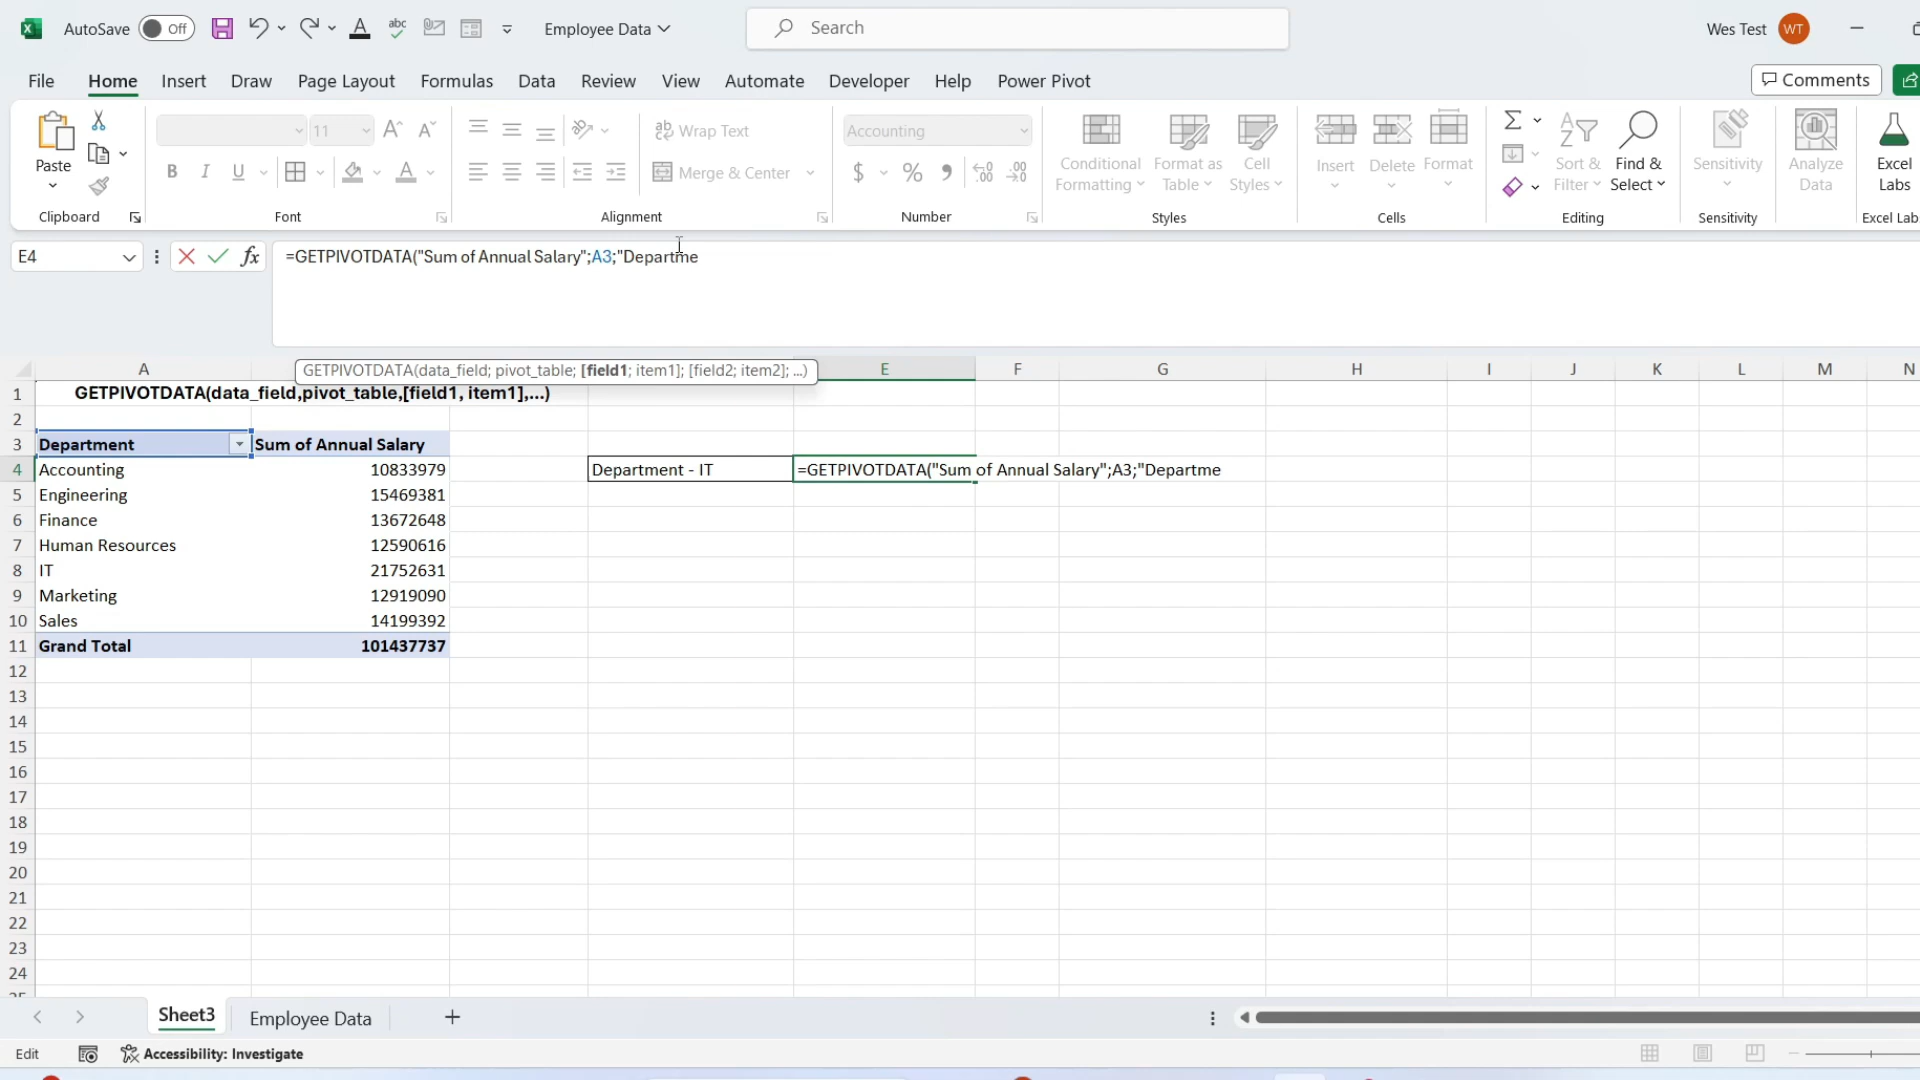 AutoSave Off Employee Data Search Wes Test WT
File Home Insert Draw Page Layout Formulas Data Review View Automate Developer Help Power Pivot Comments
Paste
Clipboard
11
B I U
Font
Wrap Text
Merge & Center
Alignment
Accounting
$ % 9
Number
Conditional Formatting
Format as Table
Cell Styles
Styles
Insert Delete Format
Cells
Sort & Filter
Find & Select
Editing
Sensitivity
Sensitivity
Analyze Data
Excel Labs
Excel Lab
E4 fx =GETPIVOTDATA("Sum of Annual Salary";A3;"Departme
GETPIVOTDATA(data_field; pivot_table; [field1; item1]; [field2; item2]; ...)
A E F G H I J K L M N
1 GETPIVOTDATA(data_field,pivot_table,[field1, item1],...)
2
3 Department Sum of Annual Salary
4 Accounting 10833979 Department - IT =GETPIVOTDATA("Sum of Annual Salary";A3;"Departme
5 Engineering 15469381
6 Finance 13672648
7 Human Resources 12590616
8 IT 21752631
9 Marketing 12919090
10 Sales 14199392
11 Grand Total 101437737
12
13
14
15
16
17
18
19
20
21
22
23
24
Sheet3 Employee Data
Edit Accessibility: Investigate